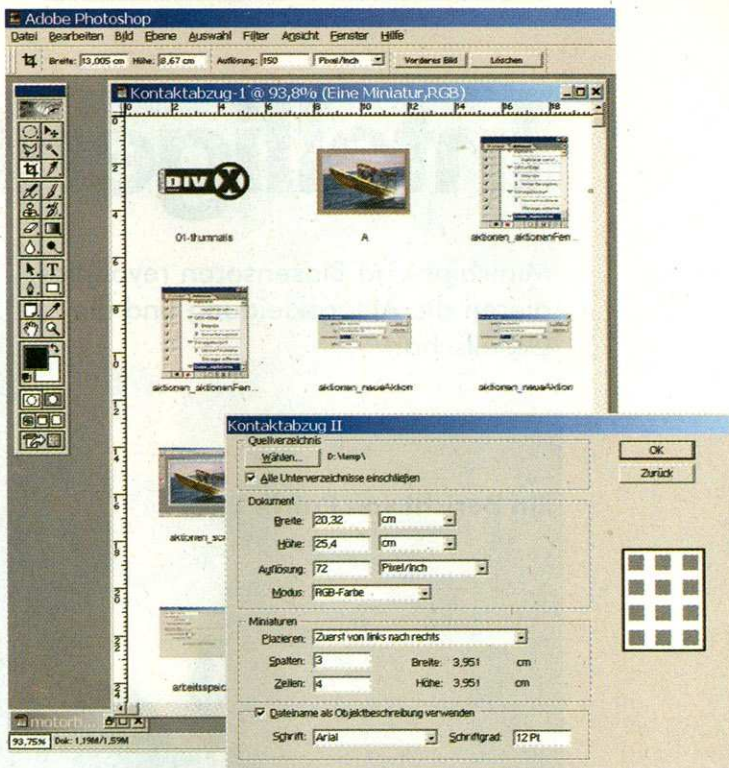 Adobe Photoshop
Datei Bearbeiten Bild Ebene Auswahl Filter Ansicht Fenster Hilfe
Breite: 13,005 cm Höhe: 8,67 cm Auflösung: 150 Pixel/Inch Vorderes Bild Löschen
Kontaktabzug-1 @ 93,8% (Eine Miniatur,RGB)
DIVX
01-thumnails A aktionen_aktionenFen...
aktionen_aktionenFen... aktionen_neueAktion aktionen_neueAktion
Kontaktabzug II
Quellverzeichnis
Wählen... D:\temp\
OK
Alle Unterverzeichnisse einschließen
Zurück
Dokument
Breite: 20,32 cm
Höhe: 25,4 cm
Auflösung: 72 Pixel/Inch
Modus: RGB-Farbe
Miniaturen
Plazieren: Zuerst von links nach rechts
Spalten: 3 Breite: 3,951 cm
Zeilen: 4 Höhe: 3,951 cm
Dateiname als Objektbeschreibung verwenden
Schrift: Arial Schriftgrad: 12 Pt.
aktionen_scr
arbeitsspeic
motorb...
93,75% Dok: 1,19M/1,59M